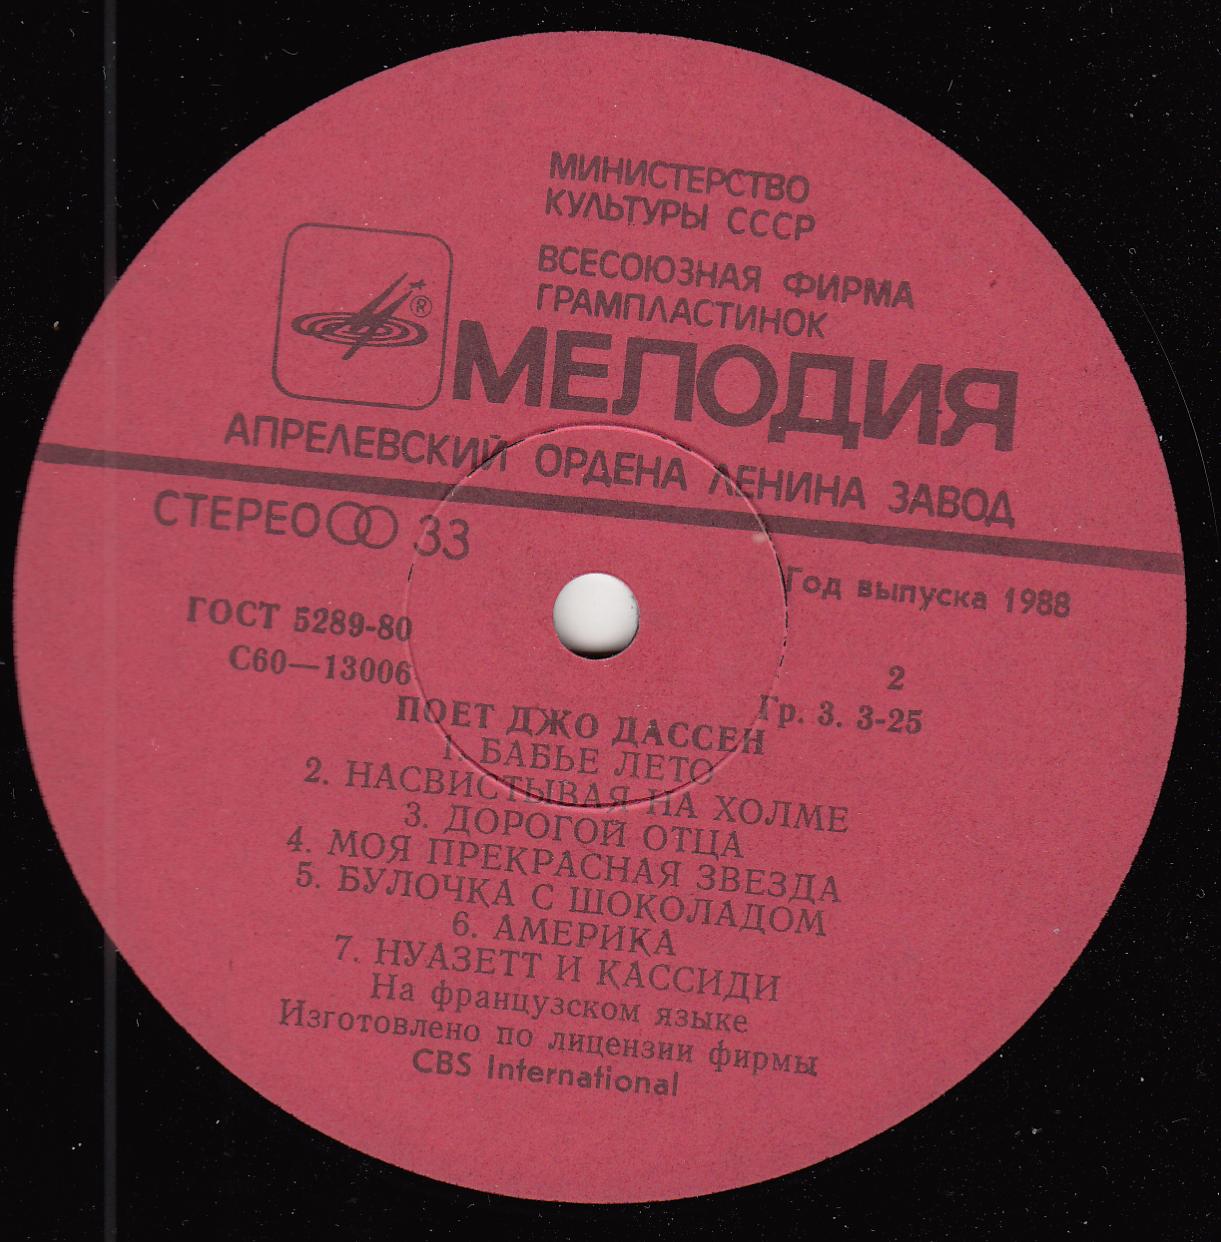 МИНИСТЕРСТВО
КУЛЬТУРЫ СССР
ВСЕСОЮЗНАЯ ФИРМА
ГРАМПЛАСТИНОК
МЕЛОДИЯ
®
АПРЕЛЕВСКИЙ ОРДЕНА ЛЕНИНА ЗАВОД
СТЕРЕО 33
Год выпуска 1988
ГОСТ 5289-80
С60—13006
2
Гр. 3. 3-25
ПОЕТ ДЖО ДАССЕН
1. БАБЬЕ ЛЕТО
2. НАСВИСТЫВАЯ НА ХОЛМЕ
3. ДОРОГОЙ ОТЦА
4. МОЯ ПРЕКРАСНАЯ ЗВЕЗДА
5. БУЛОЧКА С ШОКОЛАДОМ
6. АМЕРИКА
7. НУАЗЕТТ И КАССИДИ
На французском языке
Изготовлено по лицензии фирмы
CBS International